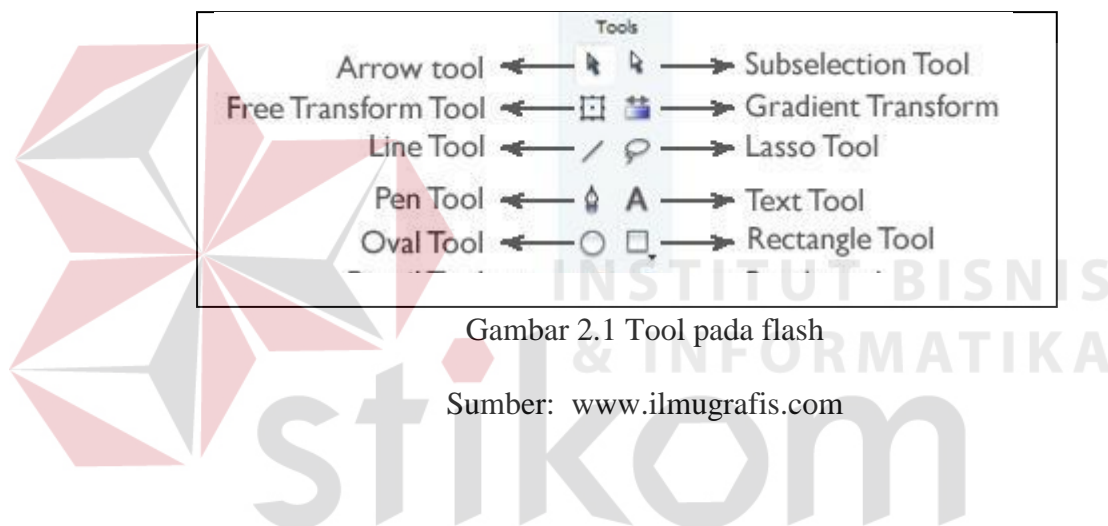 Tools
Arrow tool Subselection Tool
Free Transform Tool Gradient Transform
Line Tool Lasso Tool
Pen Tool Text Tool
Oval Tool Rectangle Tool
INSTITUT BISNIS
Gambar 2.1 Tool pada flash
& INFORMATIKA
Sumber: www.ilmugrafis.com
stikom